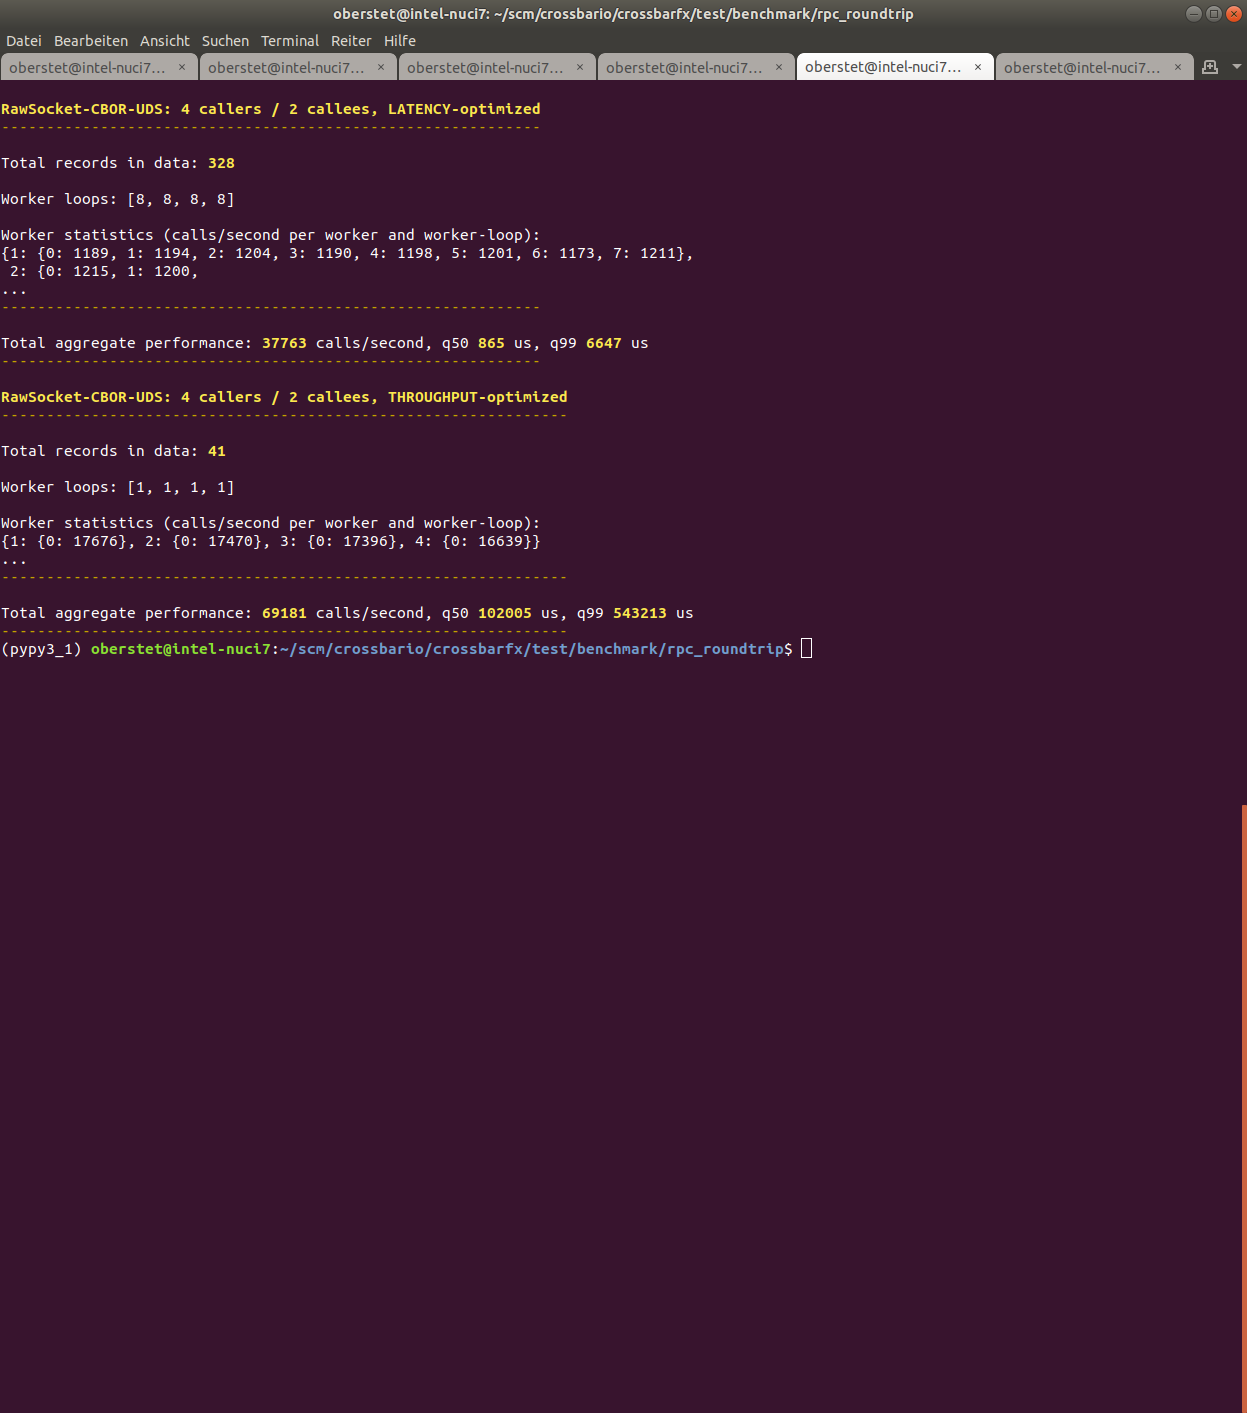 oberstet@intel-nuci7: ~/scm/crossbario/crossbarfx/test/benchmark/rpc_roundtrip
Datei Bearbeiten Ansicht Suchen Terminal Reiter Hilfe
oberstet@intel-nuci7... × oberstet@intel-nuci7... × oberstet@intel-nuci7... × oberstet@intel-nuci7... × oberstet@intel-nuci7... × oberstet@intel-nuci7... ×
RawSocket-CBOR-UDS: 4 callers / 2 callees, LATENCY-optimized
------------------------------------------------------------
Total records in data: 328
Worker loops: [8, 8, 8, 8]
Worker statistics (calls/second per worker and worker-loop):
{1: {0: 1189, 1: 1194, 2: 1204, 3: 1190, 4: 1198, 5: 1201, 6: 1173, 7: 1211},
 2: {0: 1215, 1: 1200,
...
------------------------------------------------------------
Total aggregate performance: 37763 calls/second, q50 865 us, q99 6647 us
------------------------------------------------------------
RawSocket-CBOR-UDS: 4 callers / 2 callees, THROUGHPUT-optimized
---------------------------------------------------------------
Total records in data: 41
Worker loops: [1, 1, 1, 1]
Worker statistics (calls/second per worker and worker-loop):
{1: {0: 17676}, 2: {0: 17470}, 3: {0: 17396}, 4: {0: 16639}}
...
---------------------------------------------------------------
Total aggregate performance: 69181 calls/second, q50 102005 us, q99 543213 us
---------------------------------------------------------------
(pypy3_1) oberstet@intel-nuci7:~/scm/crossbario/crossbarfx/test/benchmark/rpc_roundtrip$